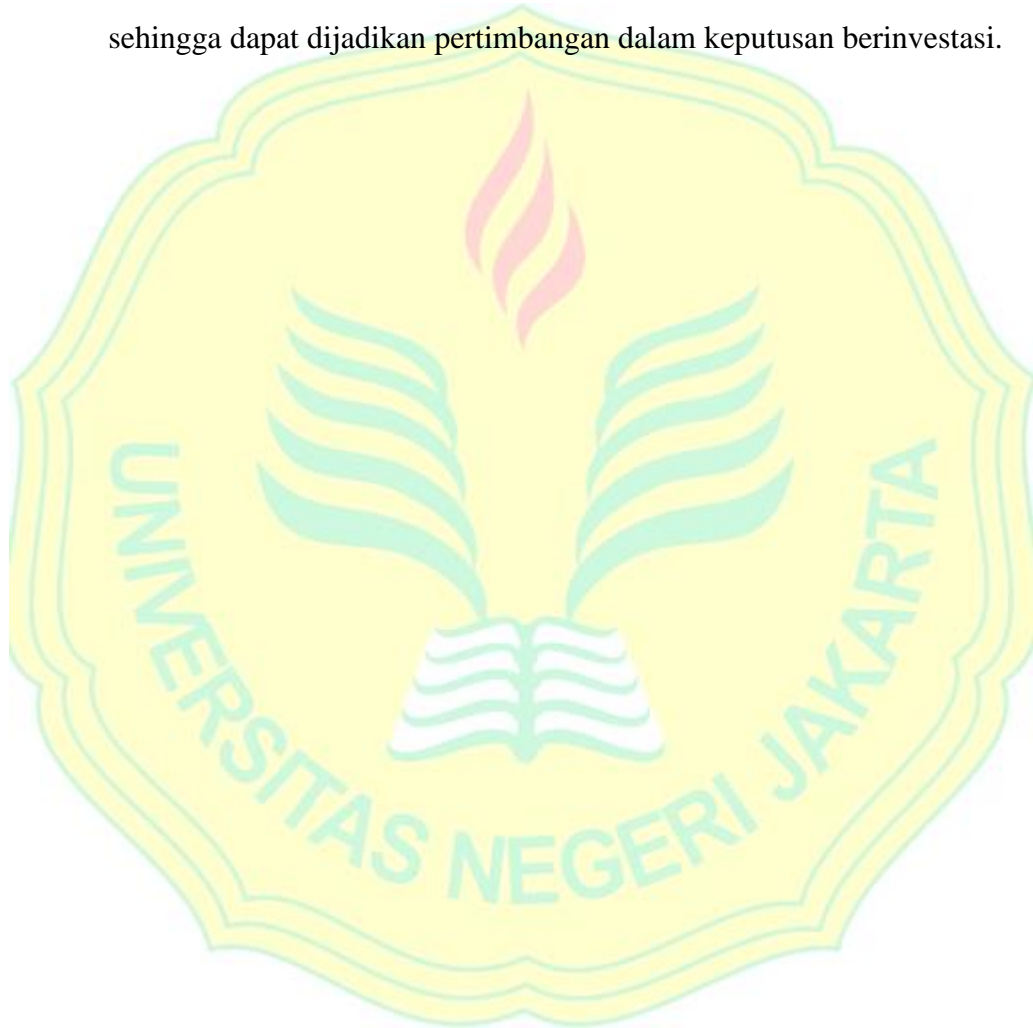 sehingga dapat dijadikan pertimbangan dalam keputusan berinvestasi.
UNIVERSITAS NEGERI JAKARTA